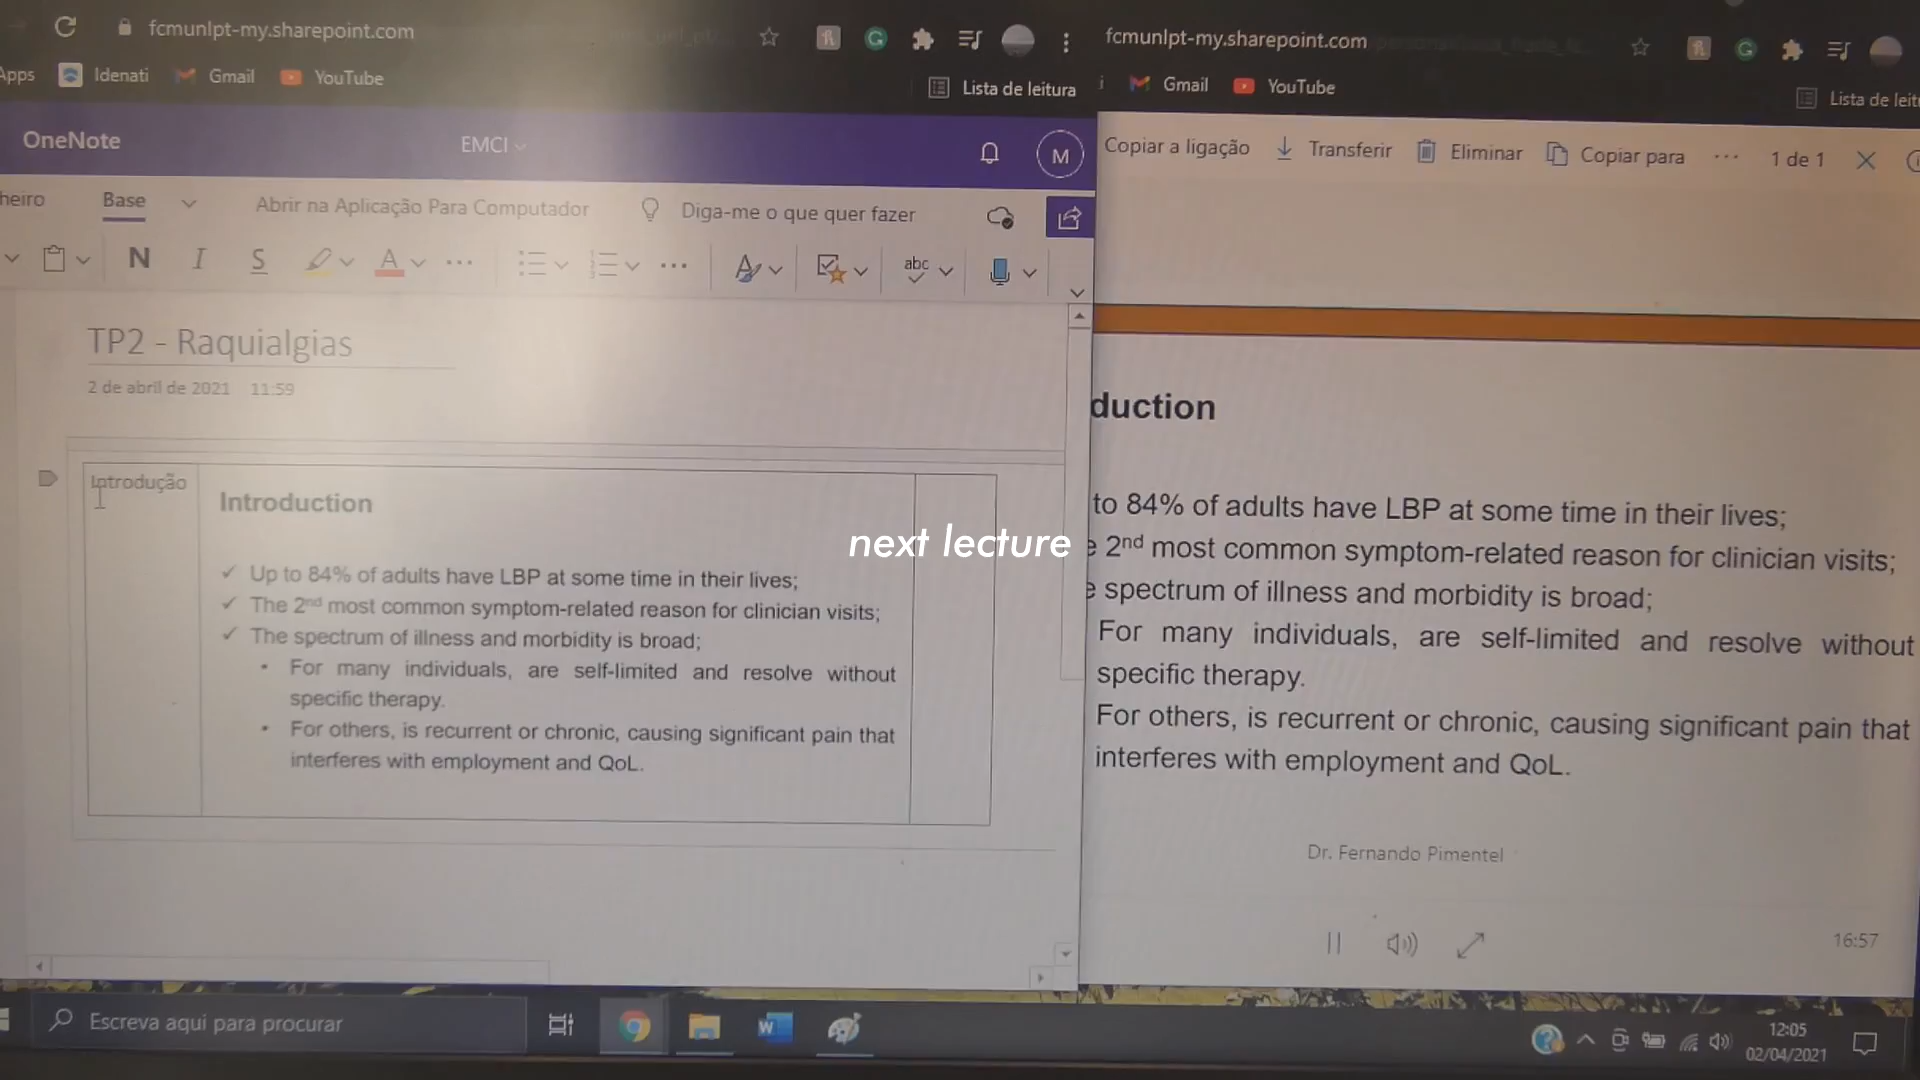 fcmunlpt-my.sharepoint.com
Apps Idenati Gmail YouTube
Lista de leitura
OneNote
EMCI
M
heiro Base Abrir na Aplicação Para Computador Diga-me o que quer fazer
N I S A abc
TP2 - Raquialgias
2 de abril de 2021 11:59
Introdução
Introduction
✓ Up to 84% of adults have LBP at some time in their lives;
✓ The 2nd most common symptom-related reason for clinician visits;
✓ The spectrum of illness and morbidity is broad;
• For many individuals, are self-limited and resolve without
specific therapy.
• For others, is recurrent or chronic, causing significant pain that
interferes with employment and QoL.
next lecture
fcmunlpt-my.sharepoint.com
Gmail YouTube
Lista de leit
Copiar a ligação Transferir Eliminar Copiar para ... 1 de 1
duction
to 84% of adults have LBP at some time in their lives;
e 2nd most common symptom-related reason for clinician visits;
e spectrum of illness and morbidity is broad;
For many individuals, are self-limited and resolve without
specific therapy.
For others, is recurrent or chronic, causing significant pain that
interferes with employment and QoL.
Dr. Fernando Pimentel
16:57
Escreva aqui para procurar
12:05
02/04/2021